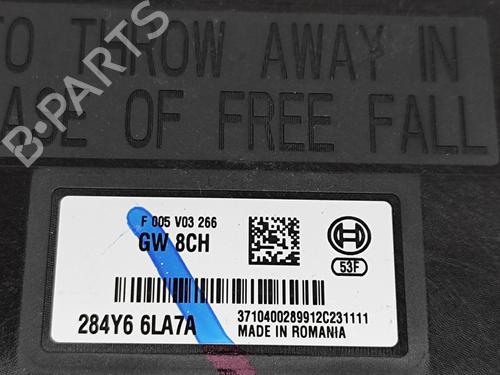 TO THROW AWAY IN
CASE OF FREE FALL
B-PARTS
F 005 V03 266
GW 8CH
53F
284Y6 6LA7A
3710400289912C231111
MADE IN ROMANIA